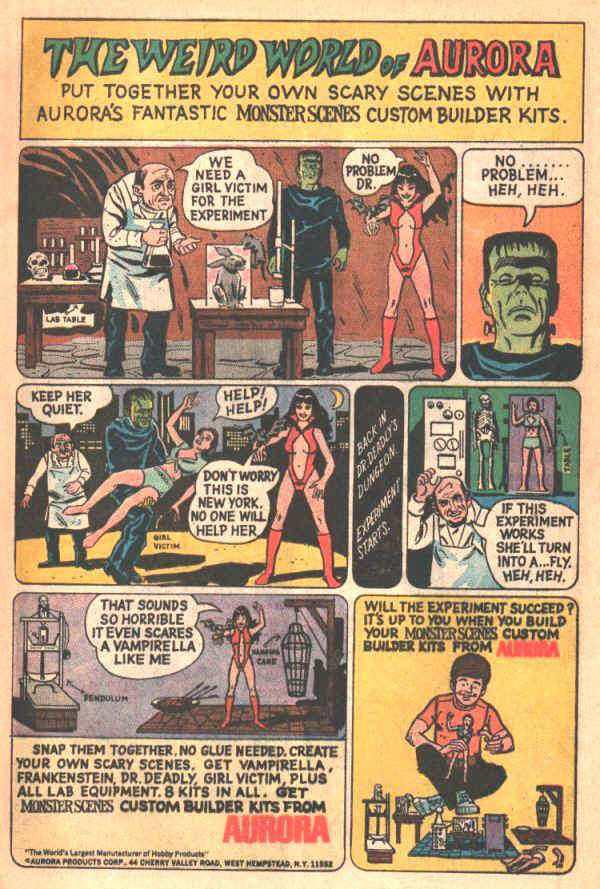 THE WEIRD WORLD OF AURORA
PUT TOGETHER YOUR OWN SCARY SCENES WITH
AURORA'S FANTASTIC MONSTER SCENES CUSTOM BUILDER KITS.
WE
NEED A
GIRL VICTIM
FOR THE
EXPERIMENT
NO
PROBLEM
DR.
LAB TABLE
NO.......
PROBLEM...
HEH, HEH.
KEEP HER
QUIET.
HELP!
HELP!
DON'T WORRY
THIS IS
NEW YORK.
NO ONE WILL
HELP HER
GIRL
VICTIM
BACK IN
DR. DEADLY'S
DUNGEON.
EXPERIMENT
STARTS.
IF THIS
EXPERIMENT
WORKS
SHE'LL TURN
INTO A...FLY.
HEH, HEH.
THAT SOUNDS
SO HORRIBLE
IT EVEN SCARES
A VAMPIRELLA
LIKE ME
PENDULUM
HANGING
CAGE
WILL THE EXPERIMENT SUCCEED?
IT'S UP TO YOU WHEN YOU BUILD
YOUR MONSTER SCENES CUSTOM
BUILDER KITS FROM AURORA
SNAP THEM TOGETHER. NO GLUE NEEDED. CREATE
YOUR OWN SCARY SCENES. GET VAMPIRELLA,
FRANKENSTEIN, DR. DEADLY, GIRL VICTIM, PLUS
ALL LAB EQUIPMENT. 8 KITS IN ALL. GET
MONSTER SCENES CUSTOM BUILDER KITS FROM
AURORA
"The World's Largest Manufacturer of Hobby Products"
©AURORA PRODUCTS CORP., 44 CHERRY VALLEY ROAD, WEST HEMPSTEAD, N.Y. 11552